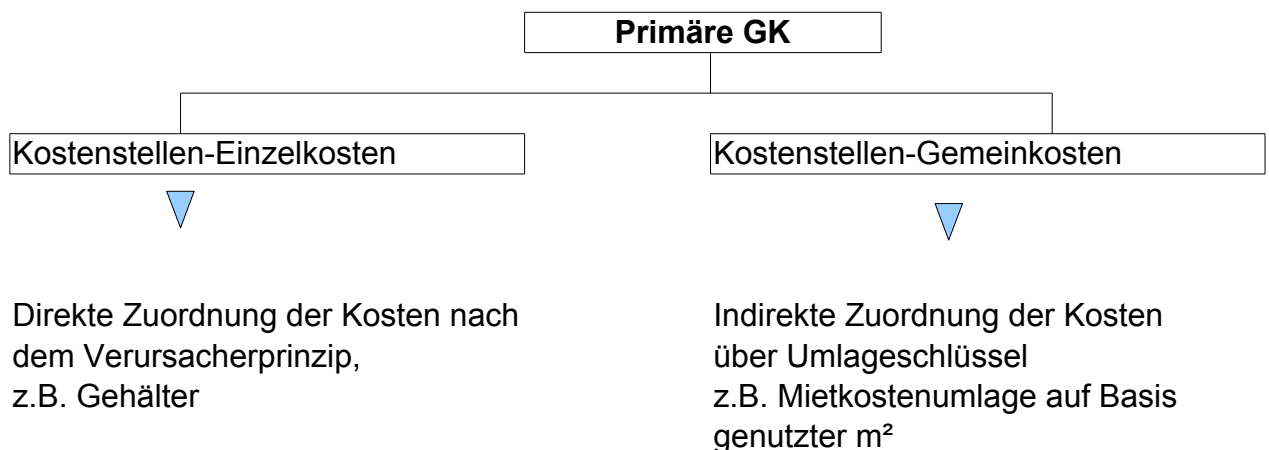 Primäre GK
Kostenstellen-Einzelkosten
Kostenstellen-Gemeinkosten
Direkte Zuordnung der Kosten nach
dem Verursacherprinzip,
z.B. Gehälter
Indirekte Zuordnung der Kosten
über Umlageschlüssel
z.B. Mietkostenumlage auf Basis
genutzter m²